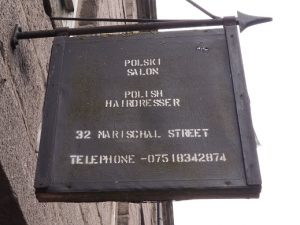 POLSKI
SALON
POLISH
HAIRDRESSER
32 MARISCHAL STREET
TELEPHONE -07518342874